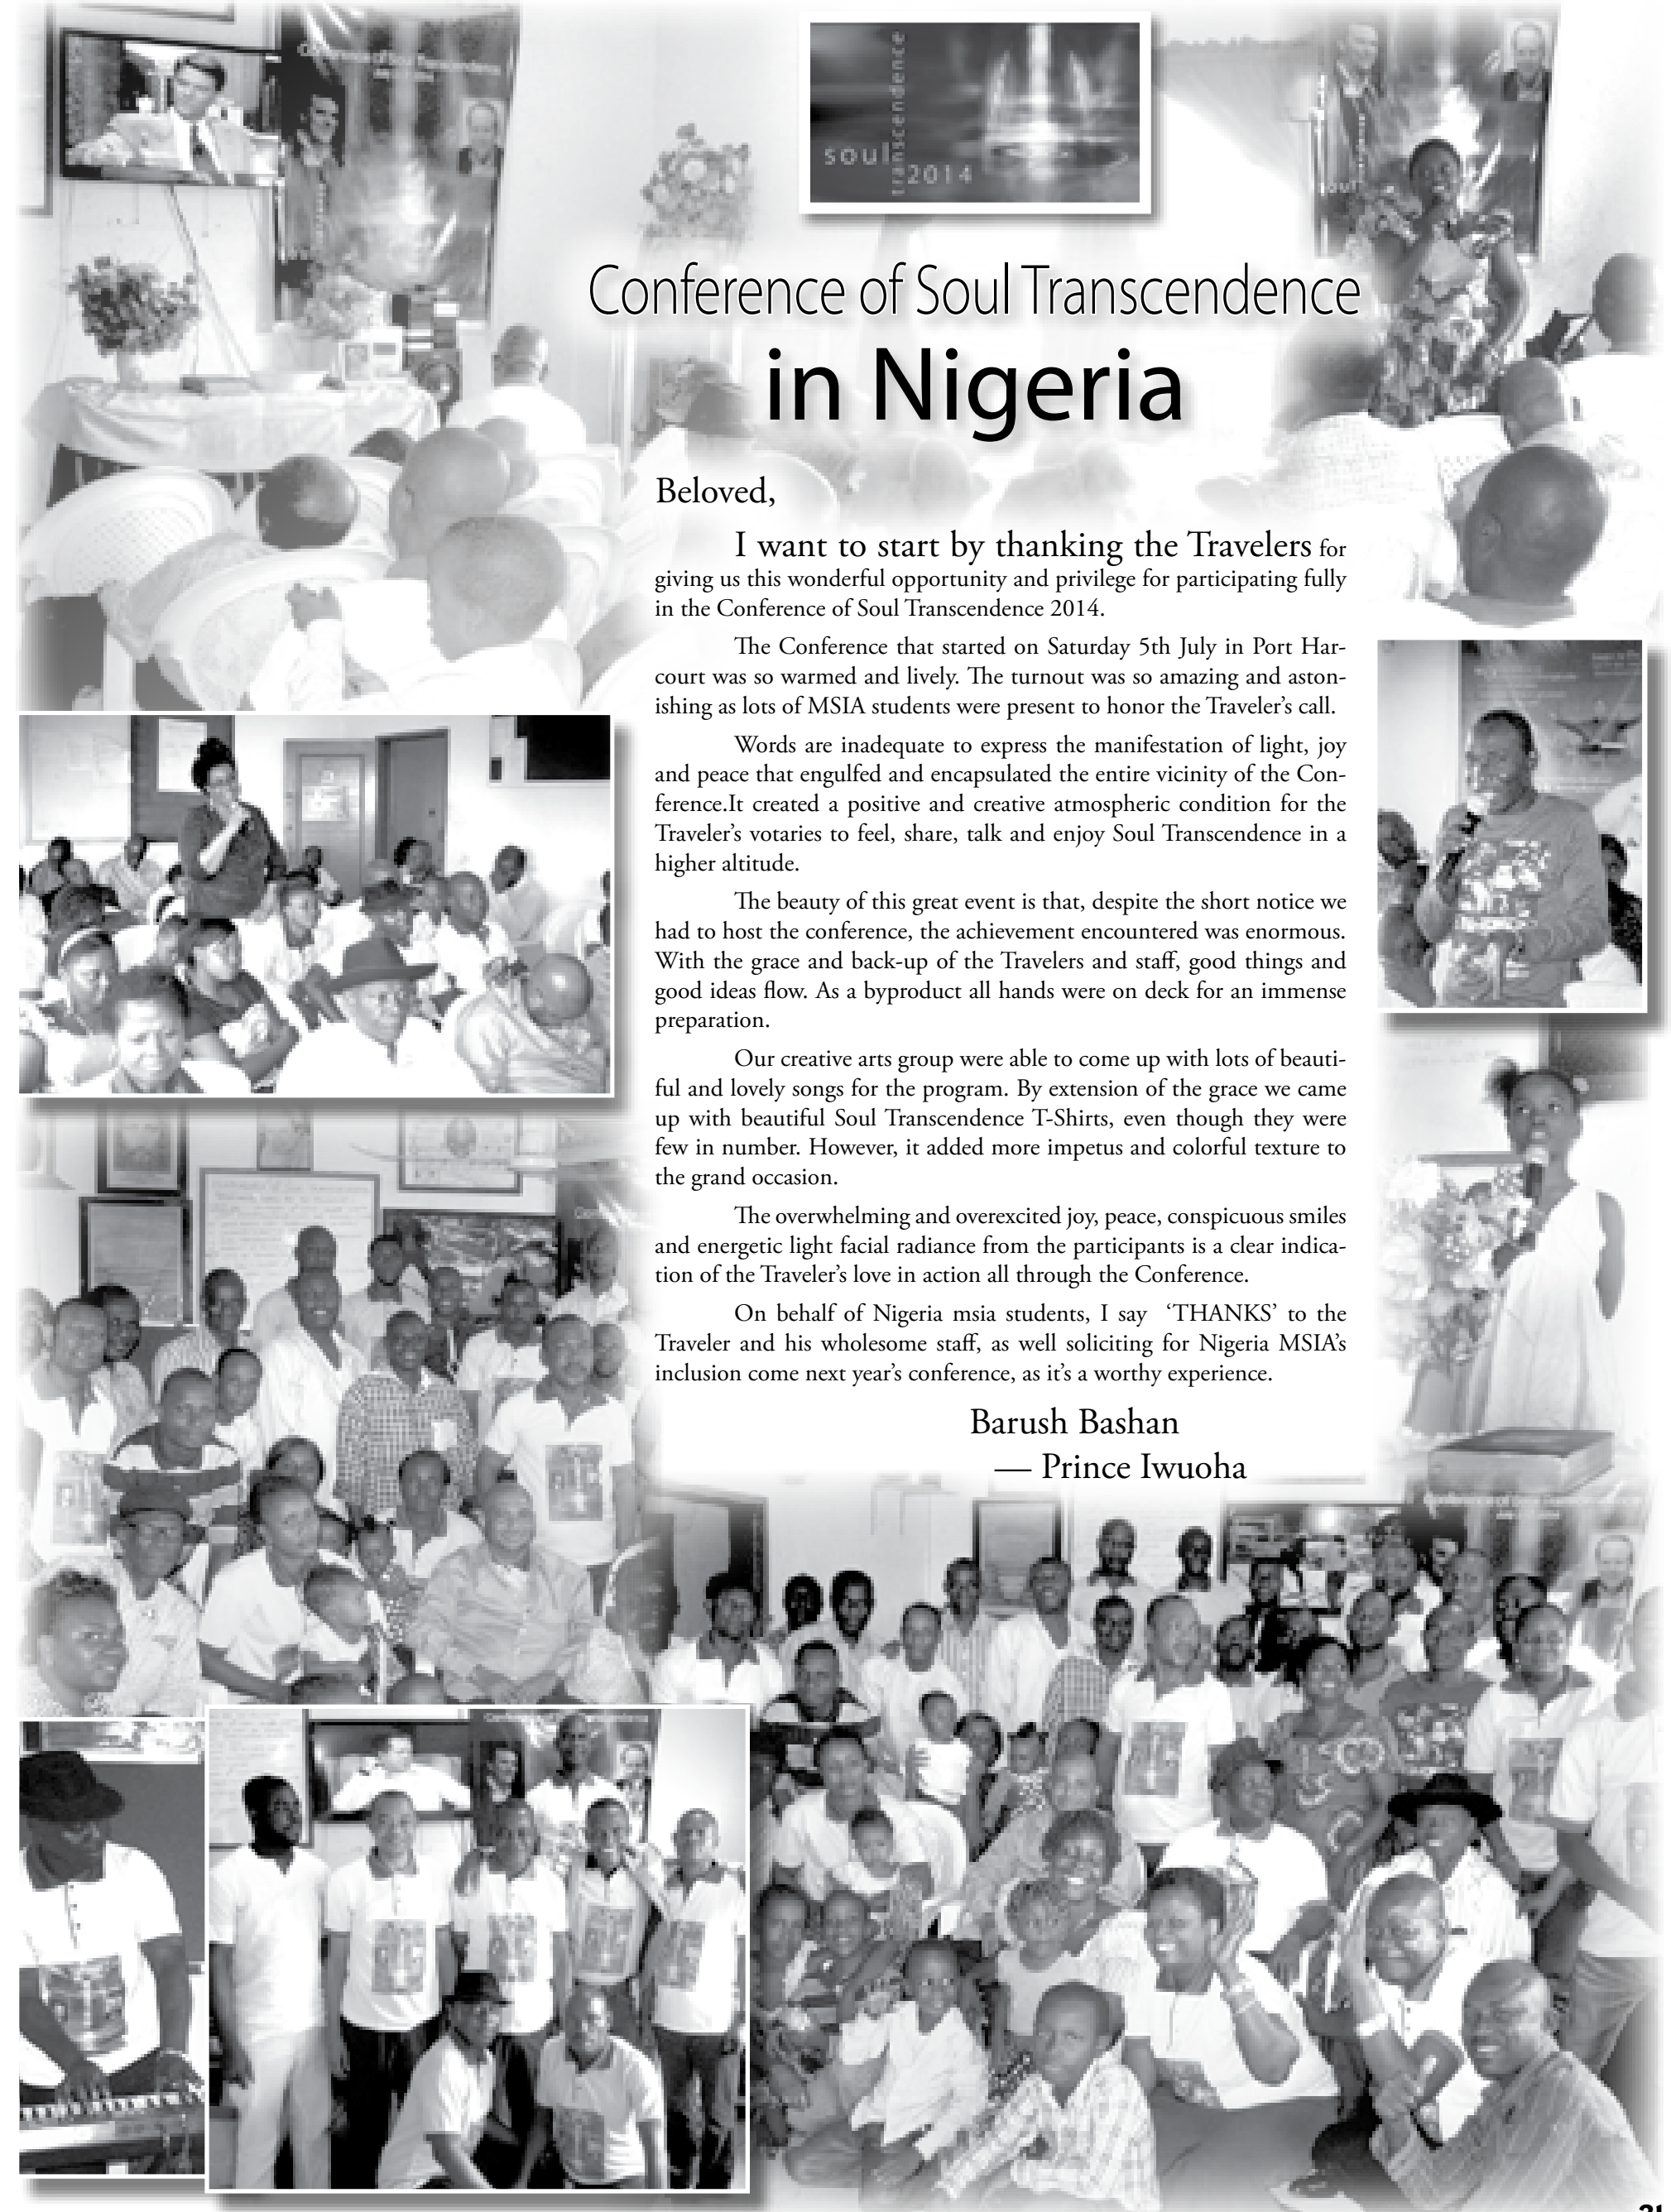 soul
transcendence
2014
Conference of Soul Transcendence
in Nigeria
Beloved,
I want to start by thanking the Travelers for
giving us this wonderful opportunity and privilege for participating fully
in the Conference of Soul Transcendence 2014.
The Conference that started on Saturday 5th July in Port Har-
court was so warmed and lively. The turnout was so amazing and aston-
ishing as lots of MSIA students were present to honor the Traveler’s call.
Words are inadequate to express the manifestation of light, joy
and peace that engulfed and encapsulated the entire vicinity of the Con-
ference.It created a positive and creative atmospheric condition for the
Traveler’s votaries to feel, share, talk and enjoy Soul Transcendence in a
higher altitude.
The beauty of this great event is that, despite the short notice we
had to host the conference, the achievement encountered was enormous.
With the grace and back-up of the Travelers and staff, good things and
good ideas flow. As a byproduct all hands were on deck for an immense
preparation.
Our creative arts group were able to come up with lots of beauti-
ful and lovely songs for the program. By extension of the grace we came
up with beautiful Soul Transcendence T-Shirts, even though they were
few in number. However, it added more impetus and colorful texture to
the grand occasion.
The overwhelming and overexcited joy, peace, conspicuous smiles
and energetic light facial radiance from the participants is a clear indica-
tion of the Traveler’s love in action all through the Conference.
On behalf of Nigeria msia students, I say ‘THANKS’ to the
Traveler and his wholesome staff, as well soliciting for Nigeria MSIA’s
inclusion come next year’s conference, as it’s a worthy experience.
Barush Bashan
— Prince Iwuoha